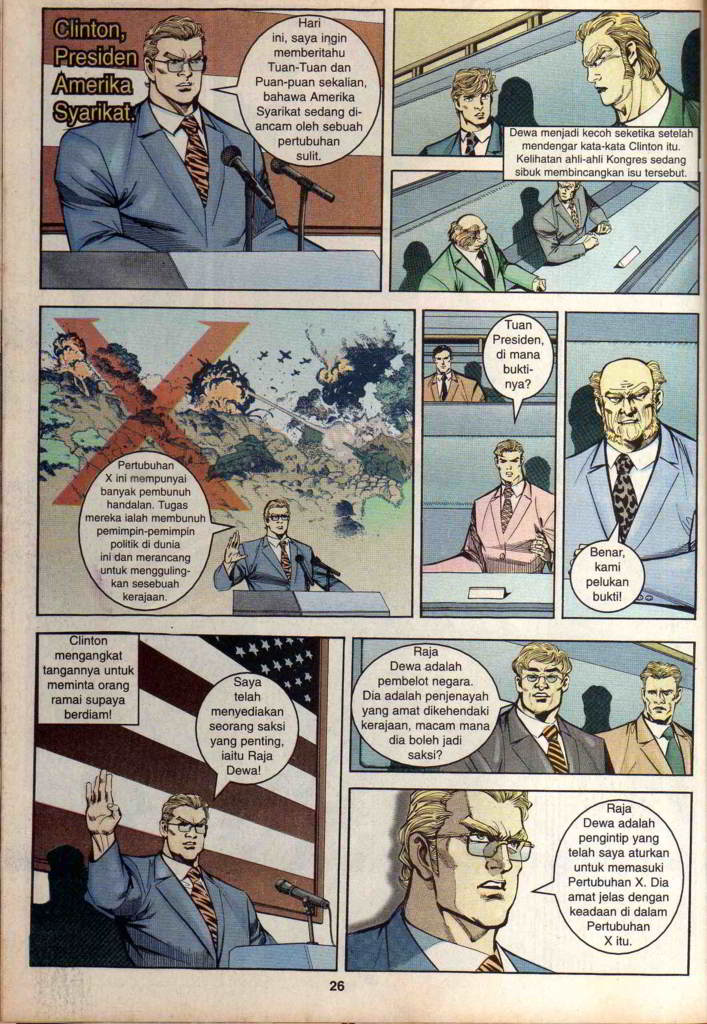 Clinton,
Presiden
Amerika
Syarikat.
Hari
ini, saya ingin
memberitahu
Tuan-Tuan dan
Puan-puan sekalian,
bahawa Amerika
Syarikat sedang di-
ancam oleh sebuah
pertubuhan
sulit.
Dewa menjadi kecoh seketika setelah
mendengar kata-kata Clinton itu.
Kelihatan ahli-ahli Kongres sedang
sibuk membincangkan isu tersebut.
X
Pertubuhan
X ini mempunyai
banyak pembunuh
handalan. Tugas
mereka ialah membunuh
pemimpin-pemimpin
politik di dunia
ini dan merancang
untuk mengguling-
kan sesebuah
kerajaan.
Tuan
Presiden,
di mana
bukti-
nya?
Benar,
kami
pelukan
bukti!
Clinton
mengangkat
tangannya untuk
meminta orang
ramai supaya
berdiam!
Saya
telah
menyediakan
seorang saksi
yang penting,
iaitu Raja
Dewa!
Raja
Dewa adalah
pembelot negara.
Dia adalah penjenayah
yang amat dikehendaki
kerajaan, macam mana
dia boleh jadi
saksi?
Raja
Dewa adalah
pengintip yang
telah saya aturkan
untuk memasuki
Pertubuhan X. Dia
amat jelas dengan
keadaan di dalam
Pertubuhan
X itu.
26